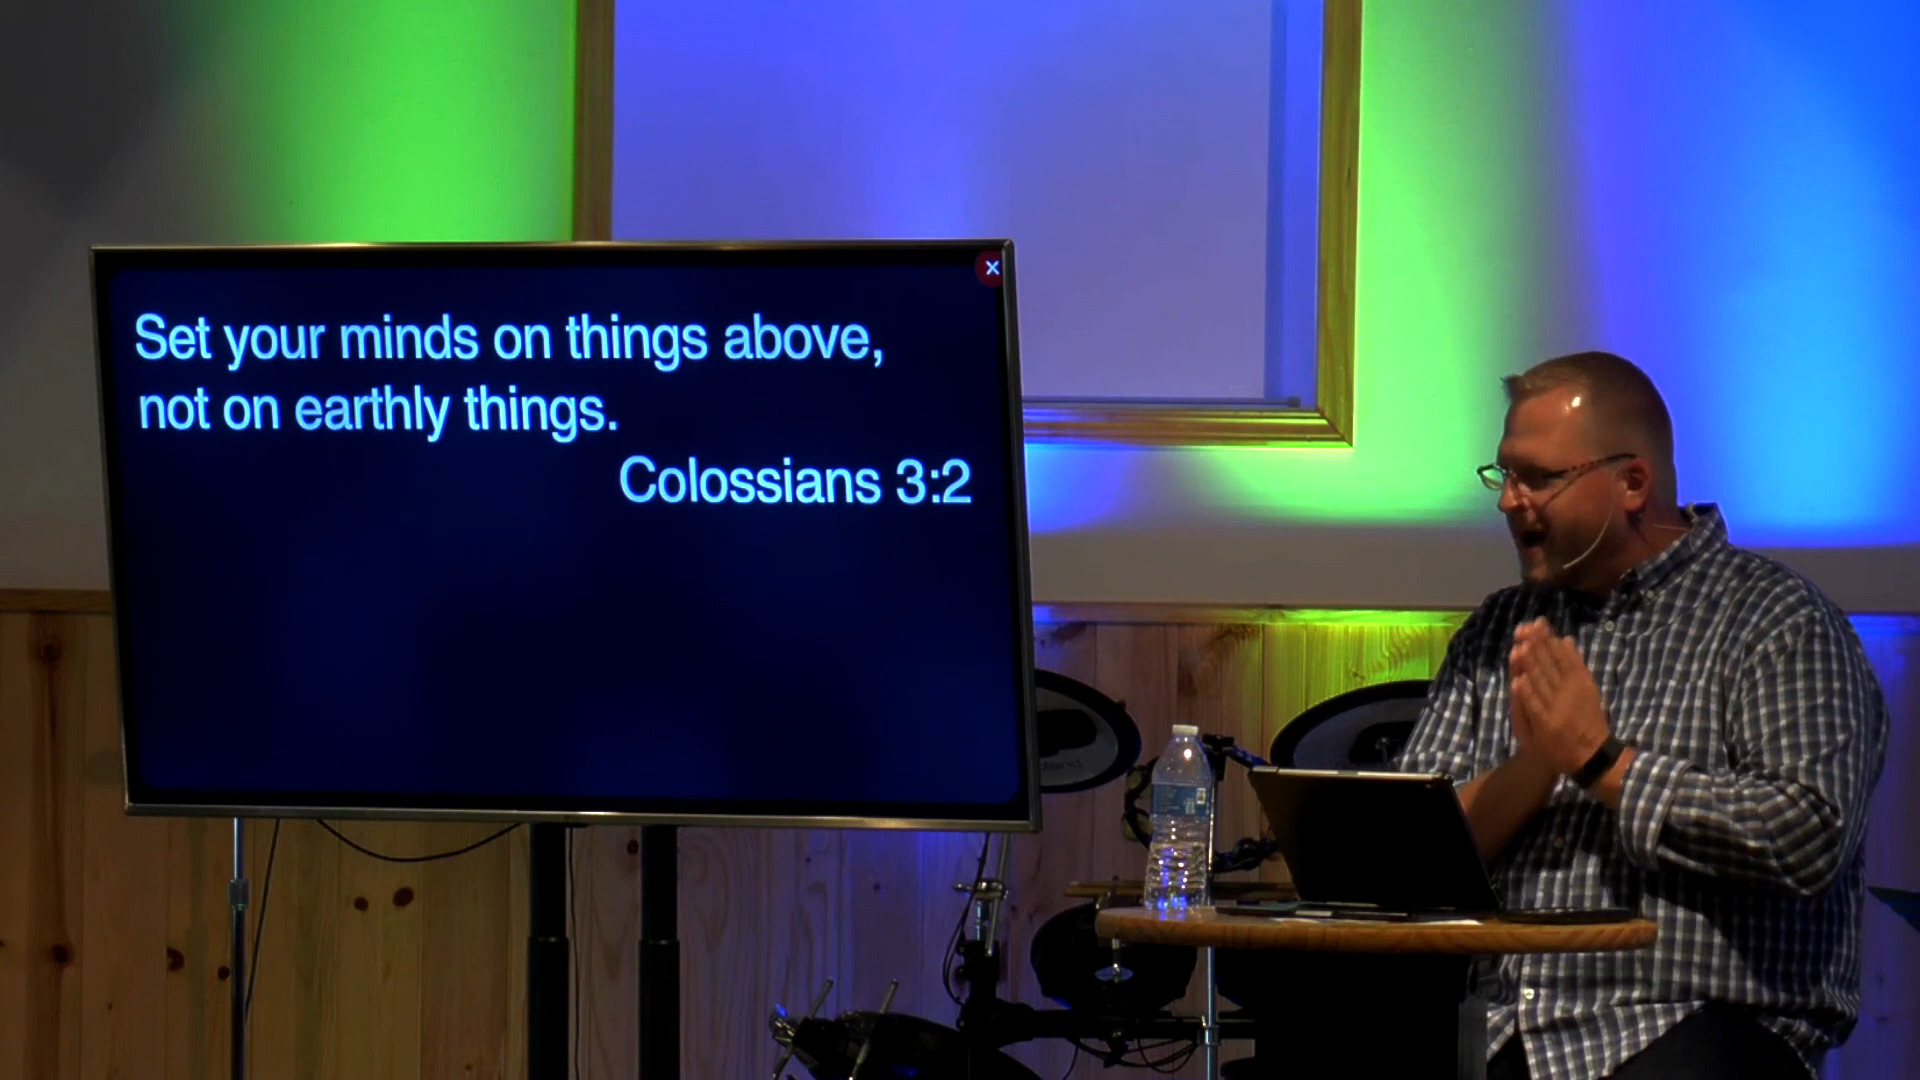 Set your minds on things above,
not on earthly things.
Colossians 3:2